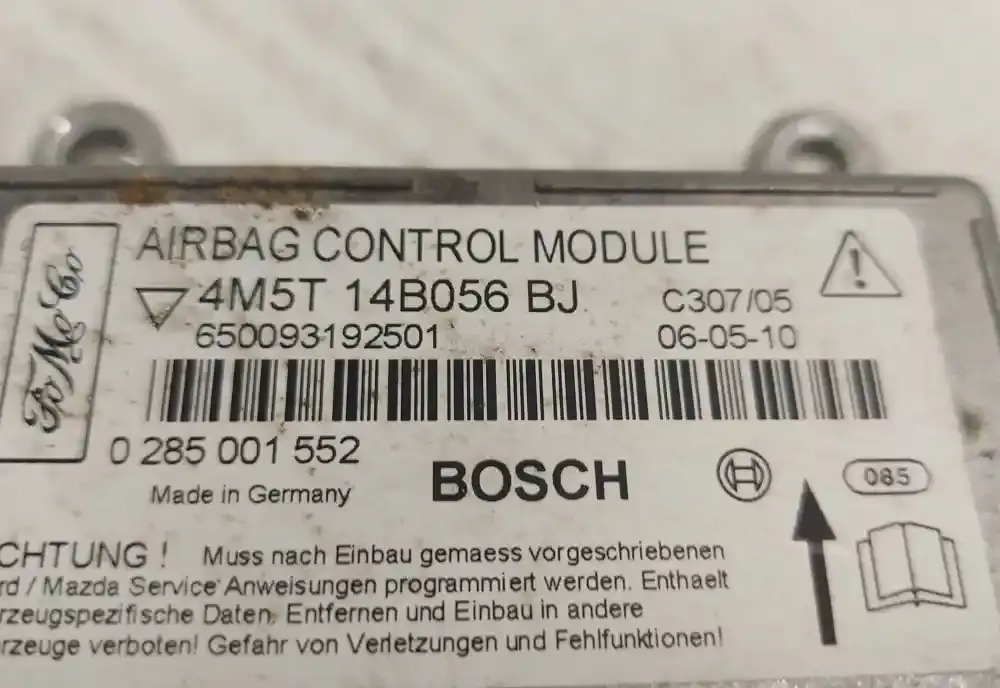 AIRBAG CONTROL MODULE
4M5T 14B056 BJ C307/05
650093192501 06-05-10
FoMoCo
0 285 001 552
Made in Germany BOSCH 085
CHTUNG ! Muss nach Einbau gemaess vorgeschriebenen
rd / Mazda Service Anweisungen programmiert werden. Enthaelt
rzeugspezifische Daten. Entfernen und Einbau in andere
rzeuge verboten! Gefahr von Verletzungen und Fehlfunktionen!